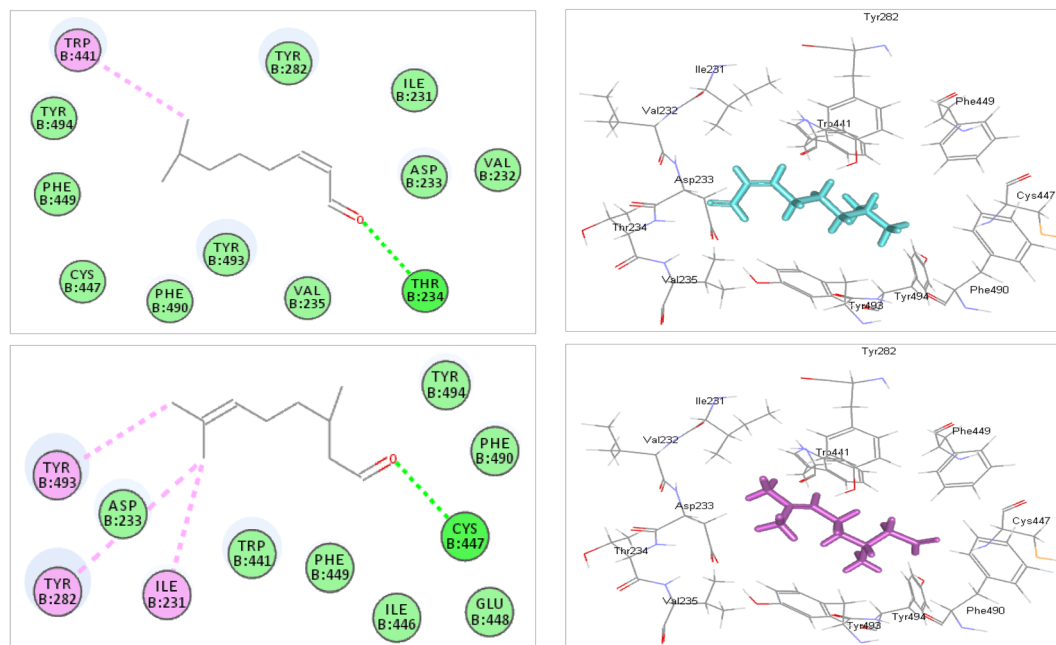 TRP
B:441
TYR
B:282
ILE
B:231
TYR
B:494
ASP
B:233
VAL
B:232
PHE
B:449
O
TYR
B:493
CYS
B:447
PHE
B:490
VAL
B:235
THR
B:234
Tyr282
Ile231
Val232
Phe449
Trp441
Asp233
Cys447
Thr234
Val235
Phe490
Tyr494
Tyr493
TYR
B:494
PHE
B:490
O
TYR
B:493
ASP
B:233
CYS
B:447
TRP
B:441
PHE
B:449
TYR
B:282
ILE
B:231
ILE
B:446
GLU
B:448
Tyr282
Ile231
Val232
Phe449
Trp441
Asp233
Cys447
Thr234
Val235
Phe490
Tyr494
Tyr493